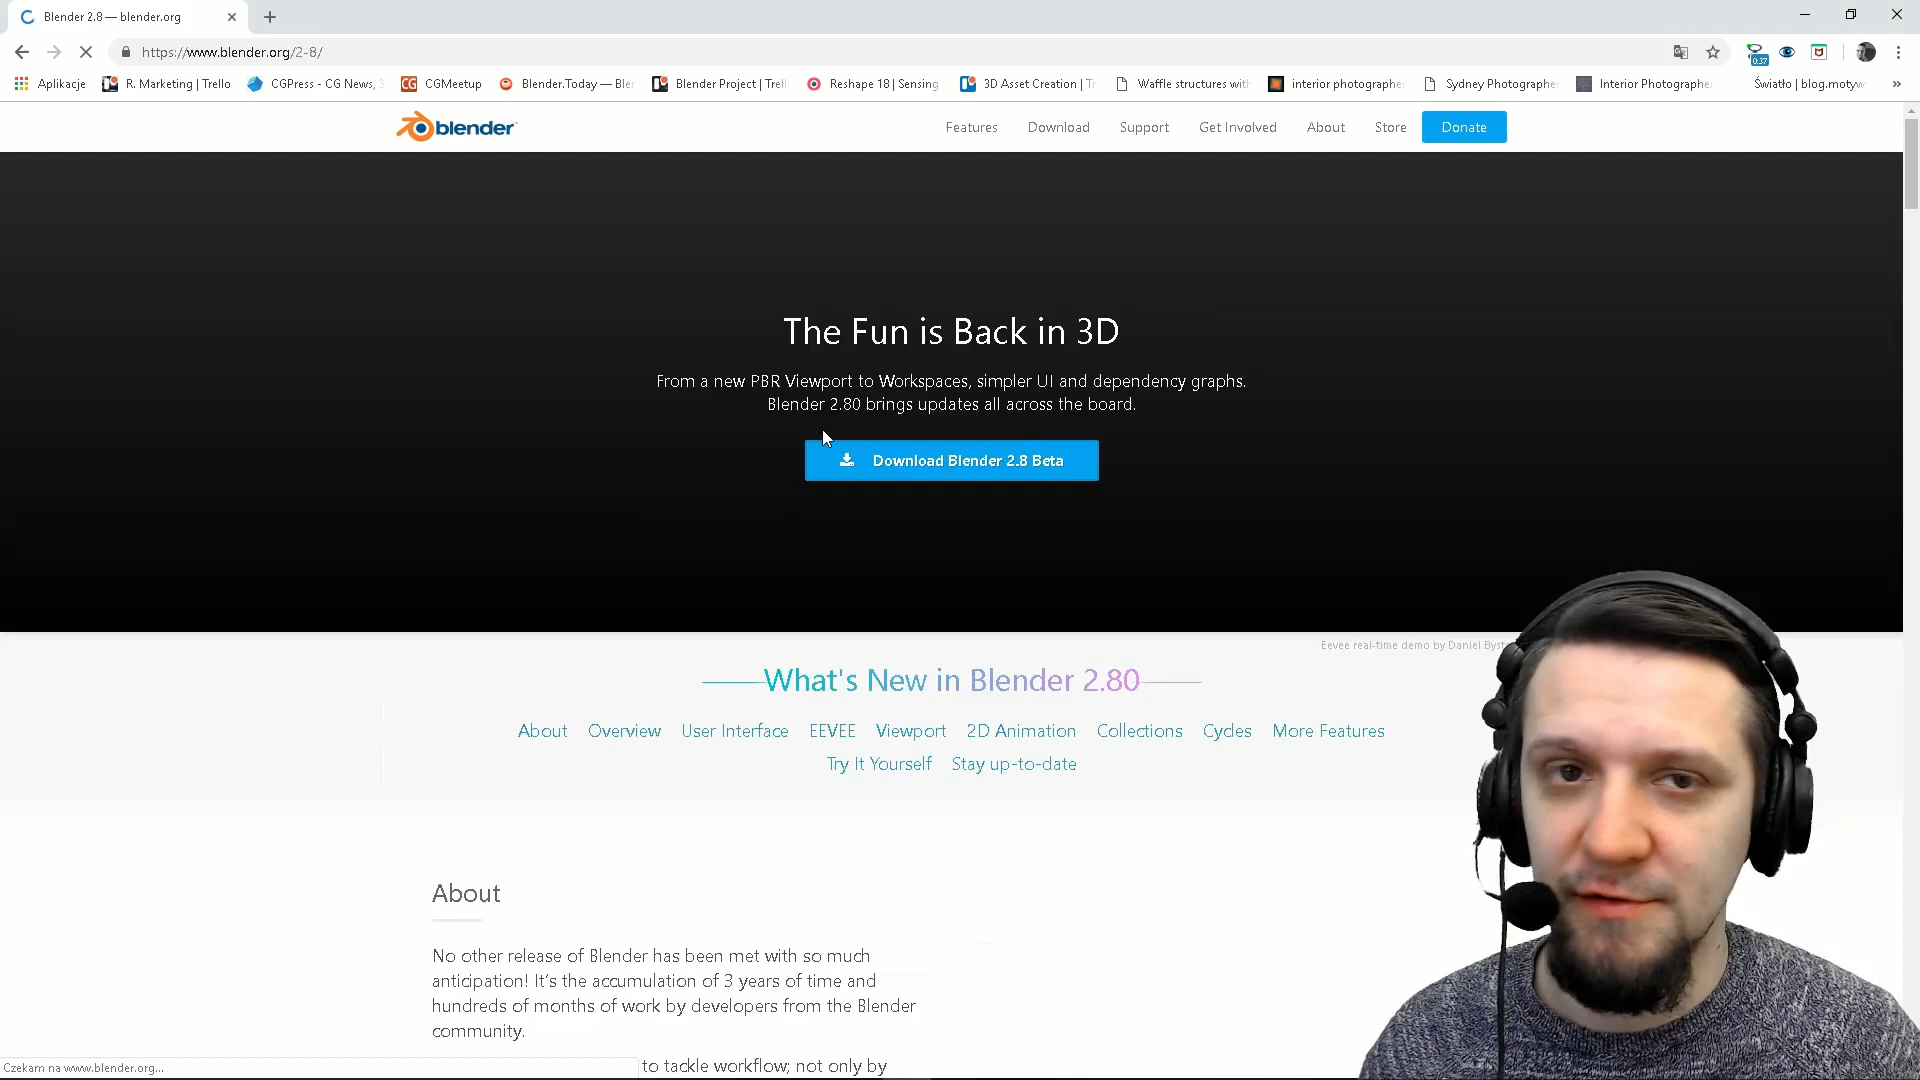 Blender 2.8 — blender.org
https://www.blender.org/2-8/
0:37
Aplikacje
R. Marketing | Trello
CGPress - CG News, 3
CGMeetup
Blender.Today — Ble
Blender Project | Trell
Reshape 18 | Sensing
3D Asset Creation | Tr
Waffle structures with
interior photographer
Sydney Photographer
Interior Photographe
Światło | blog.motyw
blender
Features
Download
Support
Get Involved
About
Store
Donate
The Fun is Back in 3D
From a new PBR Viewport to Workspaces, simpler UI and dependency graphs.
Blender 2.80 brings updates all across the board.
Download Blender 2.8 Beta
Eevee real-time demo by Daniel Byst
What's New in Blender 2.80
About Overview User Interface EEVEE Viewport 2D Animation Collections Cycles More Features
Try It Yourself Stay up-to-date
About
No other release of Blender has been met with so much
anticipation! It's the accumulation of 3 years of time and
hundreds of months of work by developers from the Blender
community.
to tackle workflow; not only by
Czekam na www.blender.org...